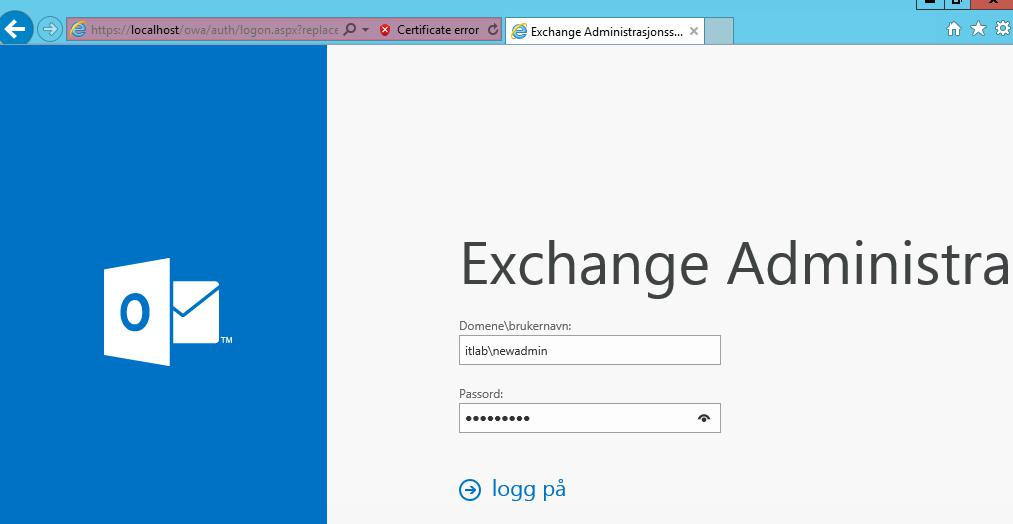 https://localhost/owa/auth/logon.aspx?replace Certificate error Exchange Administrasjonss...
O
TM
Exchange Administra
Domene\brukernavn:
itlab\newadmin
Passord:
•••••••••
logg på